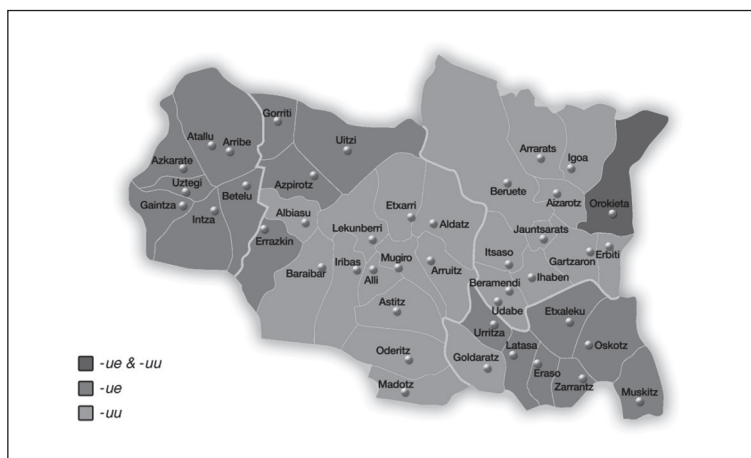 Gorriti
Uitzi
Atallu
Arribe
Arrarats
Igoa
Azkarate
Azpirotz
Beruete
Uztegi
Betelu
Aizarotz
Orokieta
Gaintza
Intza
Albiasu
Etxarri
Aldatz
Errazkin
Lekunberri
Jauntsarats
Itsaso
Gartzaron
Erbiti
Baraibar
Iribas
Alli
Mugiro
Arruitz
Beramendi
Ihaben
Udabe
Astitz
Urritza
Etxaleku
Oderitz
Goldaratz
Latasa
Oskotz
Eraso
Zarrantz
Madotz
Muskitz
-ue & -uu
-ue
-uu